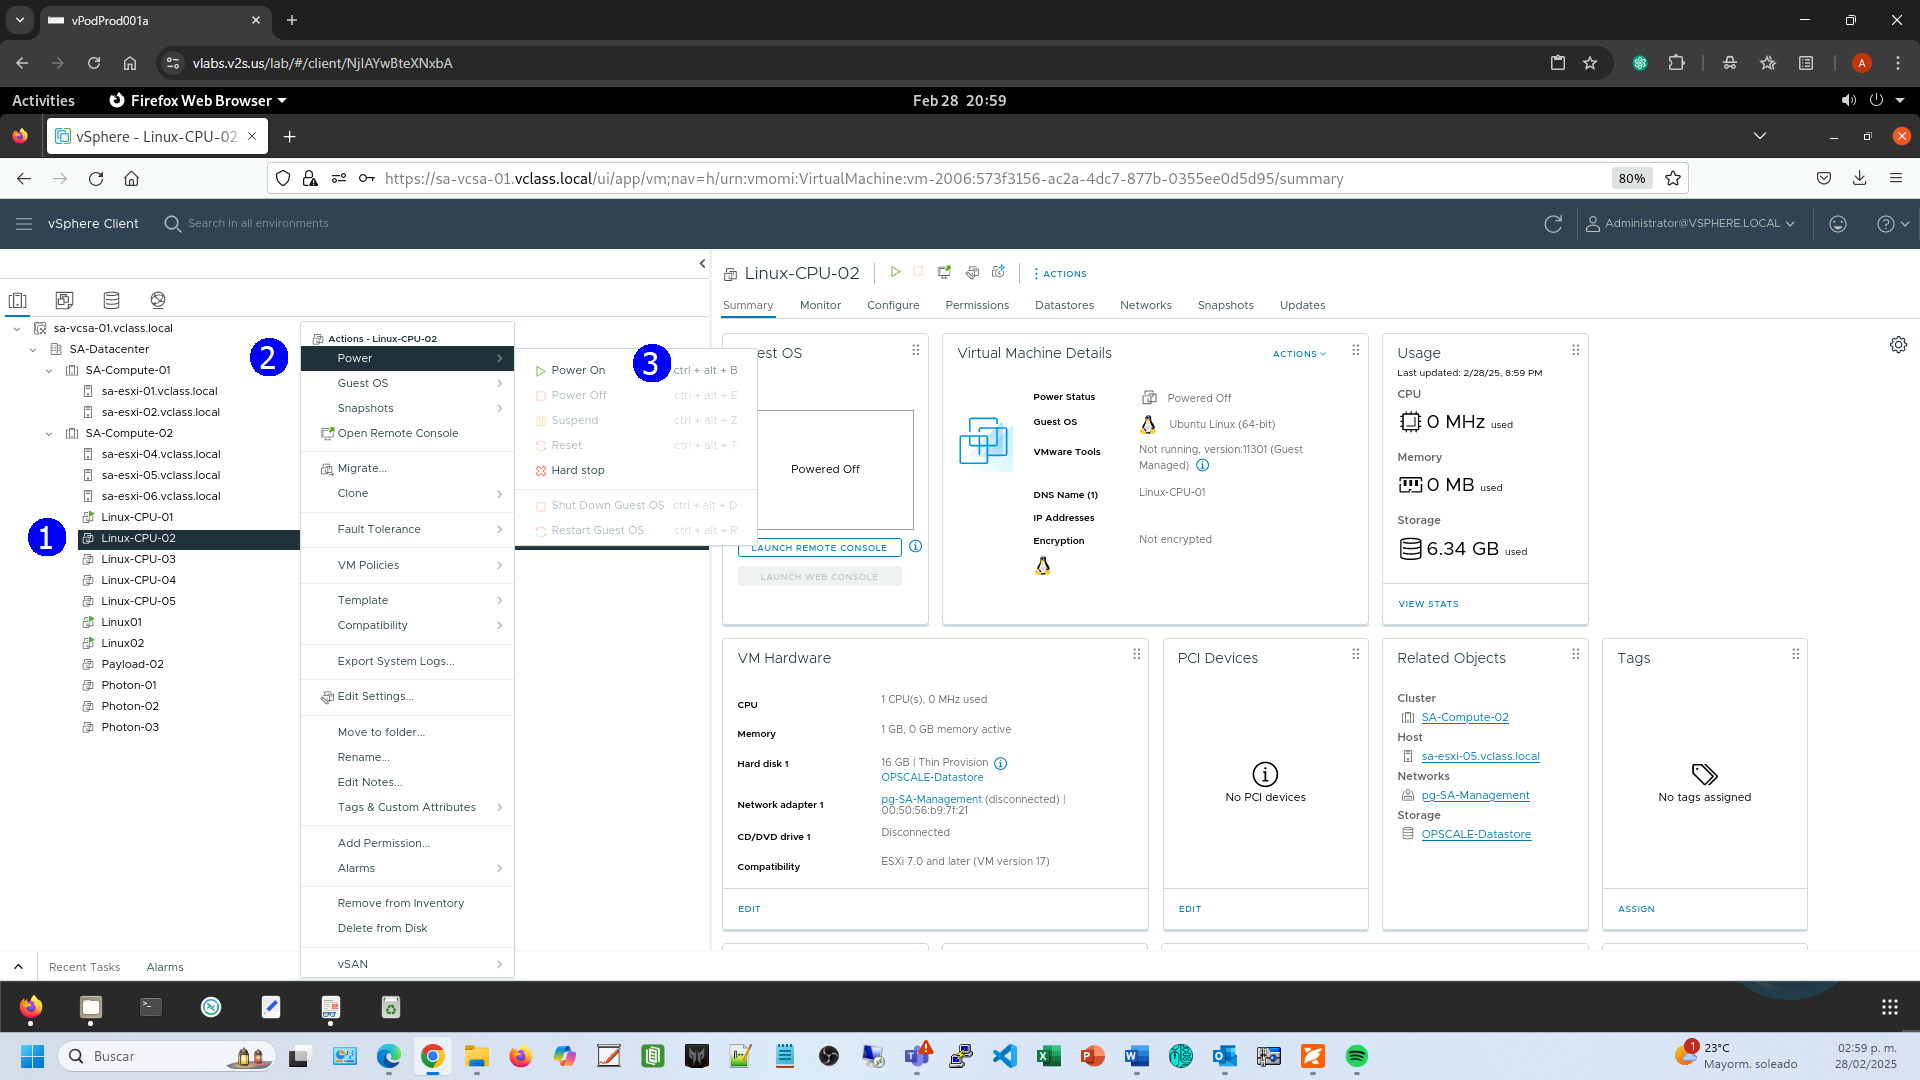 vPodProd001a
vlabs.v2s.us/lab/#/client/NjIAYwBteXNxbA
A
Activities
Firefox Web Browser
Feb 28 20:59
vSphere - Linux-CPU-02
https://sa-vcsa-01.vclass.local/ui/app/vm;nav=h/urn:vmomi:VirtualMachine:vm-2006:573f3156-ac2a-4dc7-877b-0355ee0d5d95/summary
80%
vSphere Client
Search in all environments
Administrator@VSPHERE.LOCAL
sa-vcsa-01.vclass.local
SA-Datacenter
SA-Compute-01
sa-esxi-01.vclass.local
sa-esxi-02.vclass.local
SA-Compute-02
sa-esxi-04.vclass.local
sa-esxi-05.vclass.local
sa-esxi-06.vclass.local
Linux-CPU-01
1
Linux-CPU-02
Linux-CPU-03
Linux-CPU-04
Linux-CPU-05
Linux01
Linux02
Payload-02
Photon-01
Photon-02
Photon-03
Actions - Linux-CPU-02
2
Power
Guest OS
Snapshots
Open Remote Console
Migrate...
Clone
Fault Tolerance
VM Policies
Template
Compatibility
Export System Logs...
Edit Settings...
Move to folder...
Rename...
Edit Notes...
Tags & Custom Attributes
Add Permission...
Alarms
Remove from Inventory
Delete from Disk
vSAN
3
Power On ctrl + alt + B
Power Off ctrl + alt + E
Suspend ctrl + alt + Z
Reset ctrl + alt + T
Hard stop
Shut Down Guest OS ctrl + alt + D
Restart Guest OS ctrl + alt + R
Linux-CPU-02
ACTIONS
Summary Monitor Configure Permissions Datastores Networks Snapshots Updates
est OS
Powered Off
LAUNCH REMOTE CONSOLE
LAUNCH WEB CONSOLE
Virtual Machine Details
ACTIONS
Power Status Powered Off
Guest OS Ubuntu Linux (64-bit)
VMware Tools Not running, version:11301 (Guest
Managed)
DNS Name (1) Linux-CPU-01
IP Addresses
Encryption Not encrypted
Usage
Last updated: 2/28/25, 8:59 PM
CPU
0 MHz used
Memory
0 MB used
Storage
6.34 GB used
VIEW STATS
VM Hardware
CPU 1 CPU(s), 0 MHz used
Memory 1 GB, 0 GB memory active
Hard disk 1 16 GB | Thin Provision
OPSCALE-Datastore
Network adapter 1 pg-SA-Management (disconnected) |
00:50:56:b9:7f:21
CD/DVD drive 1 Disconnected
Compatibility ESXi 7.0 and later (VM version 17)
EDIT
PCI Devices
No PCI devices
EDIT
Related Objects
Cluster
SA-Compute-02
Host
sa-esxi-05.vclass.local
Networks
pg-SA-Management
Storage
OPSCALE-Datastore
Tags
No tags assigned
ASSIGN
Recent Tasks Alarms
Buscar
1
23°C
Mayorm. soleado
02:59 p. m.
28/02/2025